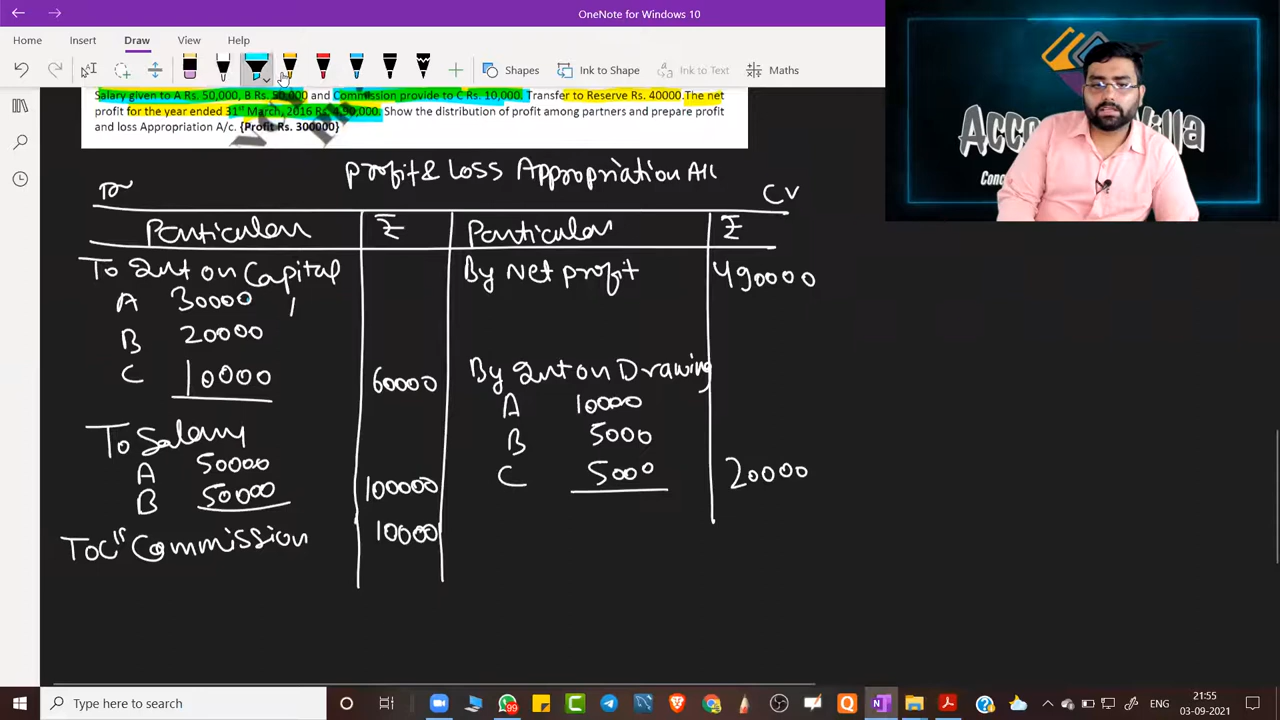 OneNote for Windows 10
Home Insert Draw View Help
Shapes Ink to Shape Ink to Text Maths
Salary given to A Rs. 50,000, B Rs. 50,000 and Commission provide to C Rs. 10,000. Transfer to Reserve Rs. 40000. The net
profit for the year ended 31st March, 2016 Rs. 4,90,000. Show the distribution of profit among partners and prepare profit
and loss Appropriation A/c. {Profit Rs. 300000}
Profit & Loss Appropriation A/c
Dr Cr
Particular ₹ Particular ₹
To Int on Capital By Net profit 490000
A 30000
B 20000
C 10000 60000 By Int on Drawing
A 10000
To Salary B 5000
A 50000 C 5000 20000
B 50000 100000
To C's Commission 10000
Type here to search
99
ENG
21:55
03-09-2021